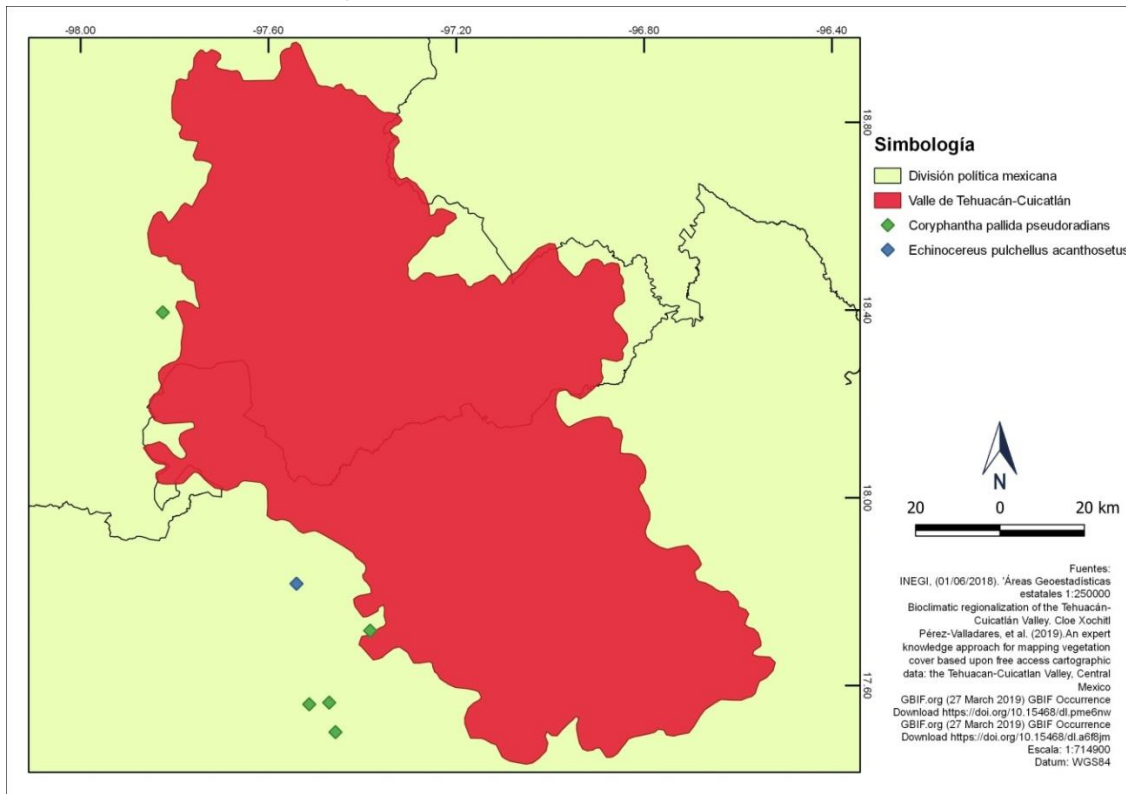 -98.00
-97.60
-97.20
-96.80
-96.40
18.80
18.40
18.00
17.60
Simbología
División política mexicana
Valle de Tehuacán-Cuicatlán
Coryphantha pallida pseudoradians
Echinocereus pulchellus acanthosetus
N
20 0 20 km
Fuentes:
INEGI, (01/06/2018). 'Áreas Geoestadísticas
estatales 1:250000
Bioclimatic regionalization of the Tehuacán-
Cuicatlán Valley. Cloe Xochitl
Pérez-Valladares, et al. (2019).An expert
knowledge approach for mapping vegetation
cover based upon free access cartographic
data: the Tehuacan-Cuicatlan Valley, Central
Mexico
GBIF.org (27 March 2019) GBIF Occurrence
Download https://doi.org/10.15468/dl.pme6nw
GBIF.org (27 March 2019) GBIF Occurrence
Download https://doi.org/10.15468/dl.a6f8jm
Escala: 1:714900
Datum: WGS84